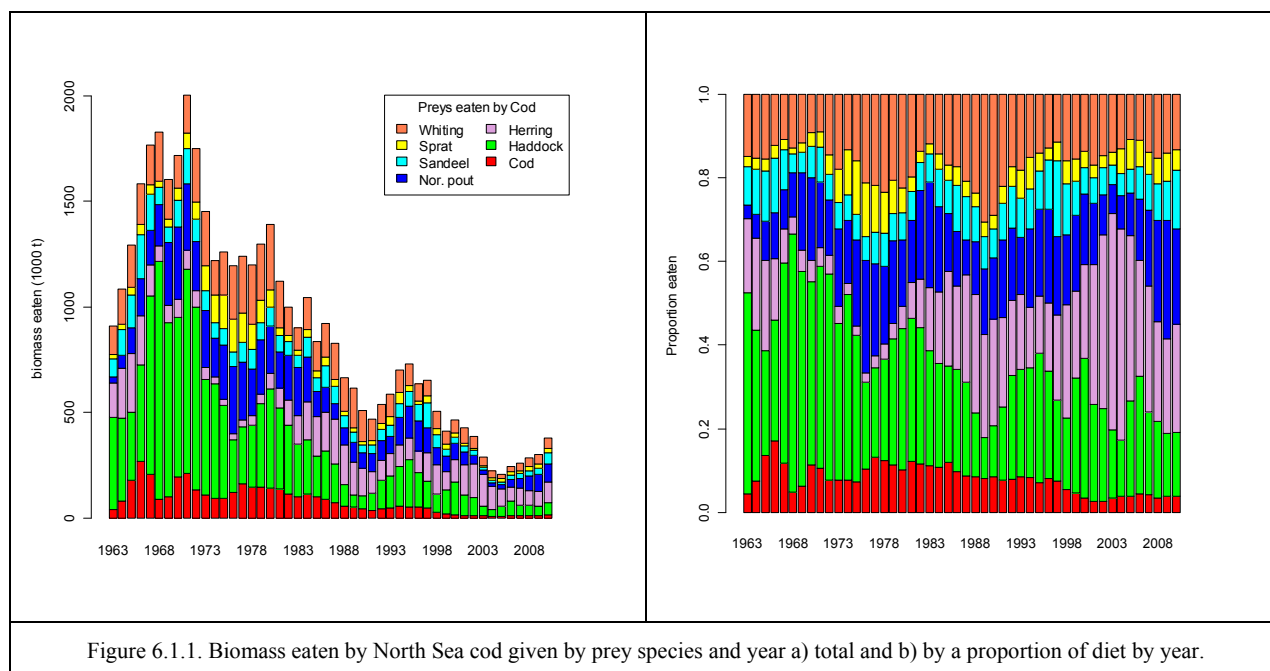 2000
1500
1000
500
0
biomass eaten (1000 t)
Preys eaten by Cod
Whiting Herring
Sprat Haddock
Sandeel Cod
Nor. pout
1963 1968 1973 1978 1983 1988 1993 1998 2003 2008
1.0
0.8
0.6
0.4
0.2
0.0
Proportion eaten
1963 1968 1973 1978 1983 1988 1993 1998 2003 2008
Figure 6.1.1. Biomass eaten by North Sea cod given by prey species and year a) total and b) by a proportion of diet by year.